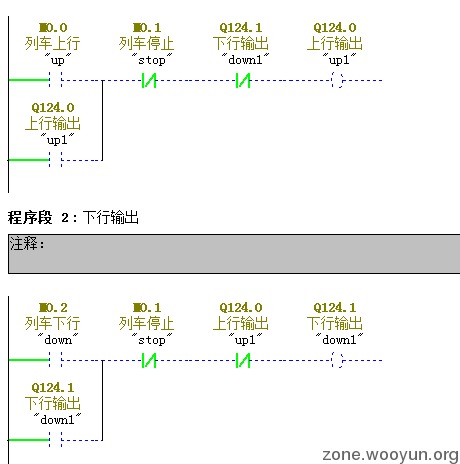 M0.0 M0.1 Q124.1 Q124.0
列车上行 列车停止 下行输出 上行输出
"up" "stop" "down1" "up1"
Q124.0
上行输出
"up1"
程序段 2：下行输出
注释：
M0.2 M0.1 Q124.0 Q124.1
列车下行 列车停止 上行输出 下行输出
"down" "stop" "up1" "down1"
Q124.1
下行输出
"down1"
zone.wooyun.org